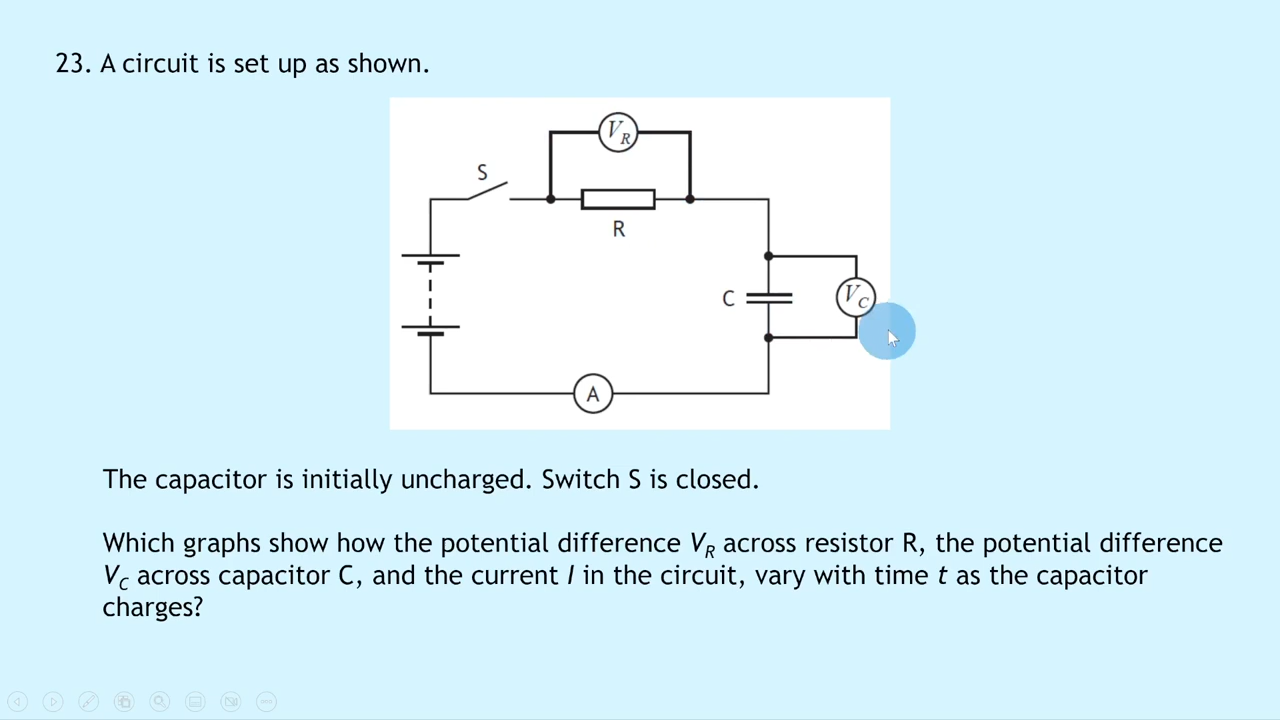 23. A circuit is set up as shown.
V_R
S
R
C
V_C
A
The capacitor is initially uncharged. Switch S is closed.
Which graphs show how the potential difference V_R across resistor R, the potential difference
V_C across capacitor C, and the current I in the circuit, vary with time t as the capacitor
charges?